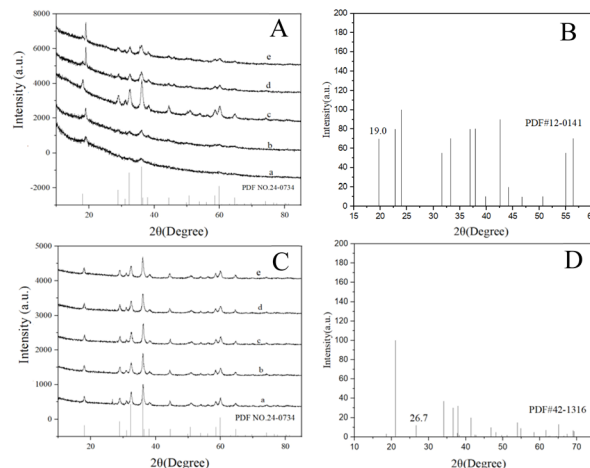 A
Intensity (a.u.)
8000
6000
4000
2000
0
-2000
e
d
c
b
a
PDF NO.24-0734
20
40
60
80
2θ(Degree)
B
Intensity(a.u.)
200
180
160
140
120
100
80
60
40
20
0
19.0
PDF#12-0141
15
20
25
30
35
40
45
50
55
60
2θ(Degree)
C
Intensity (a.u.)
5000
4000
3000
2000
1000
0
e
d
c
b
a
PDF NO.24-0734
20
40
60
80
2θ(Degree)
D
Intensity(a.u.)
200
180
160
140
120
100
80
60
40
20
0
26.7
PDF#42-1316
10
20
30
40
50
60
70
2θ(Degree)